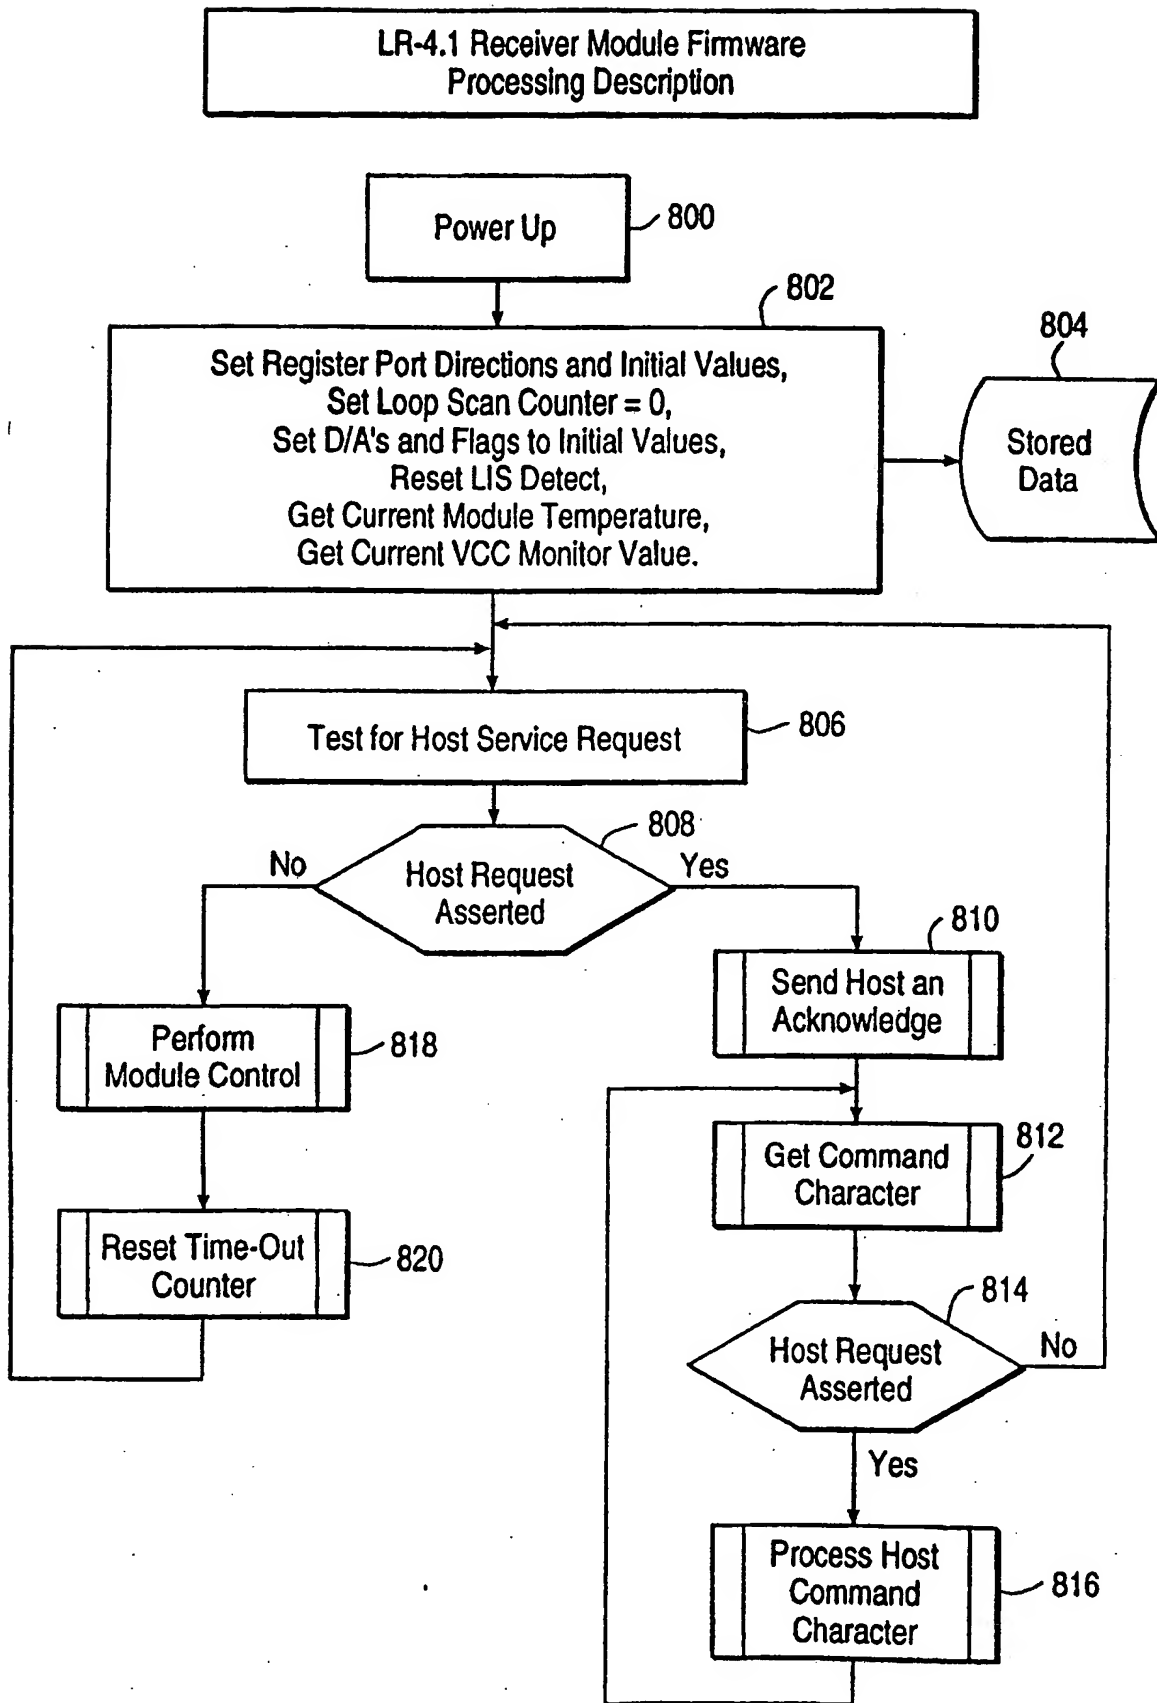 LR-4.1 Receiver Module Firmware
Processing Description
Power Up
800
802
Set Register Port Directions and Initial Values,
Set Loop Scan Counter = 0,
Set D/A's and Flags to Initial Values,
Reset LIS Detect,
Get Current Module Temperature,
Get Current VCC Monitor Value.
804
Stored
Data
Test for Host Service Request
806
808
No
Host Request
Asserted
Yes
810
Send Host an
Acknowledge
Perform
Module Control
818
Get Command
Character
812
Reset Time-Out
Counter
820
814
Host Request
Asserted
No
Yes
Process Host
Command
Character
816